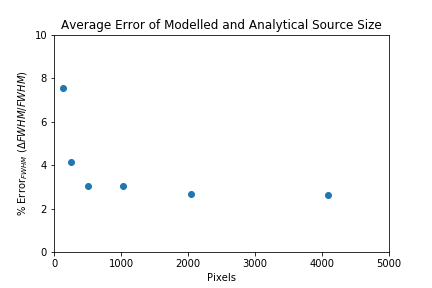 Average Error of Modelled and Analytical Source Size
% Error_FWHM (ΔFWHM/FWHM)
10
8
6
4
2
0
0 1000 2000 3000 4000 5000
Pixels